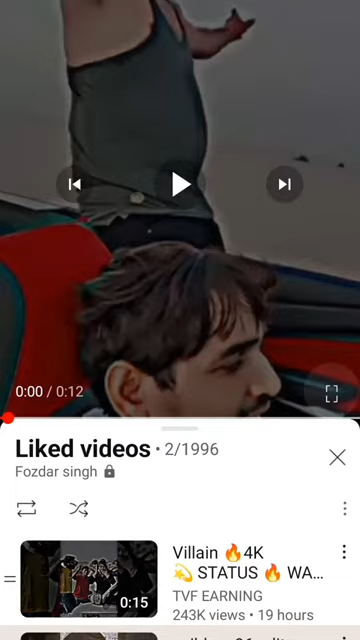 0:00 / 0:12
Liked videos · 2/1996
Fozdar singh
Villain 🔥4K
💫 STATUS 🔥 WA...
TVF EARNING
243K views · 19 hours
0:15